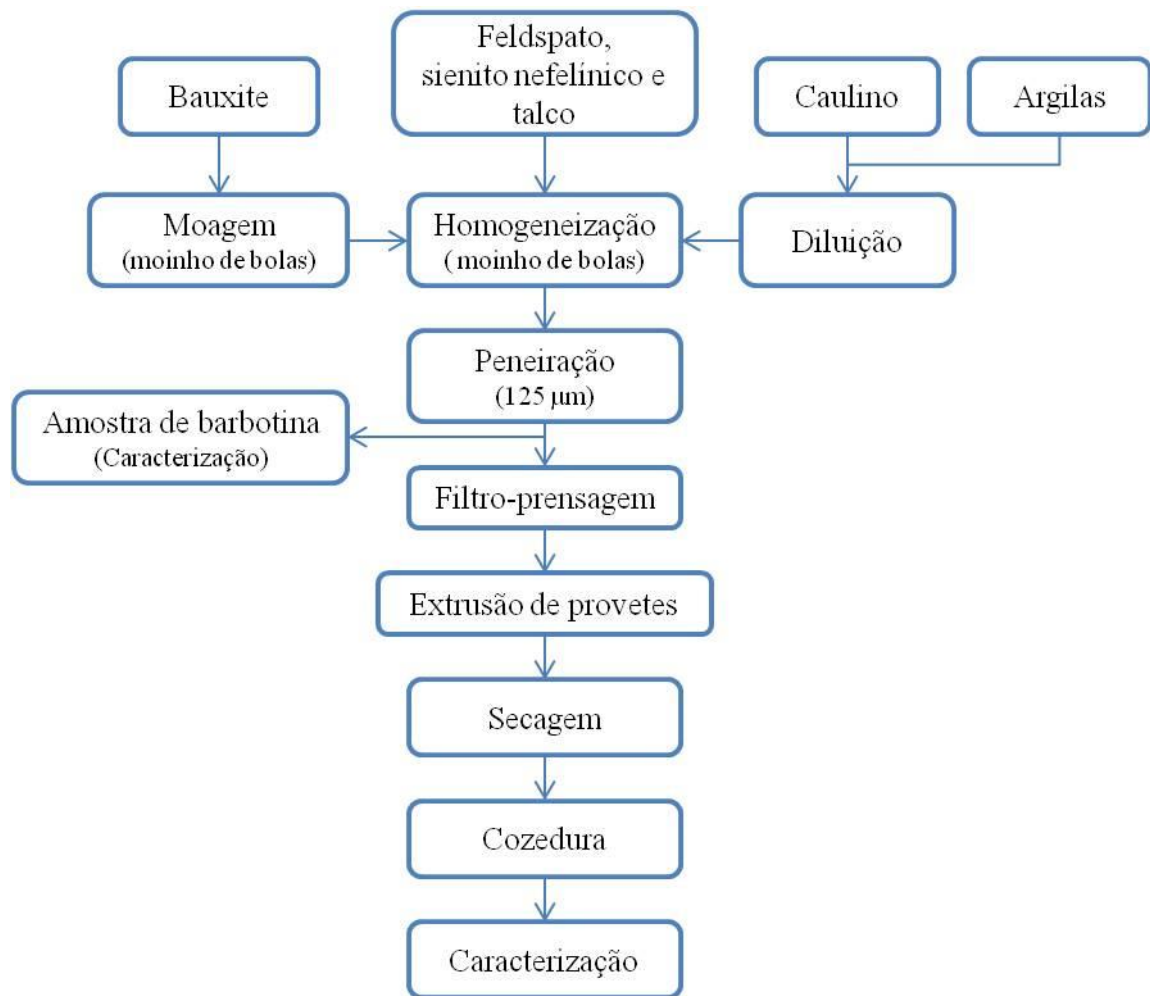 Feldspato,
sienito nefelínico e
talco
Bauxite
Caulino
Argilas
Moagem
(moinho de bolas)
Homogeneização
( moinho de bolas)
Diluição
Peneiração
(125 µm)
Amostra de barbotina
(Caracterização)
Filtro-prensagem
Extrusão de provetes
Secagem
Cozedura
Caracterização